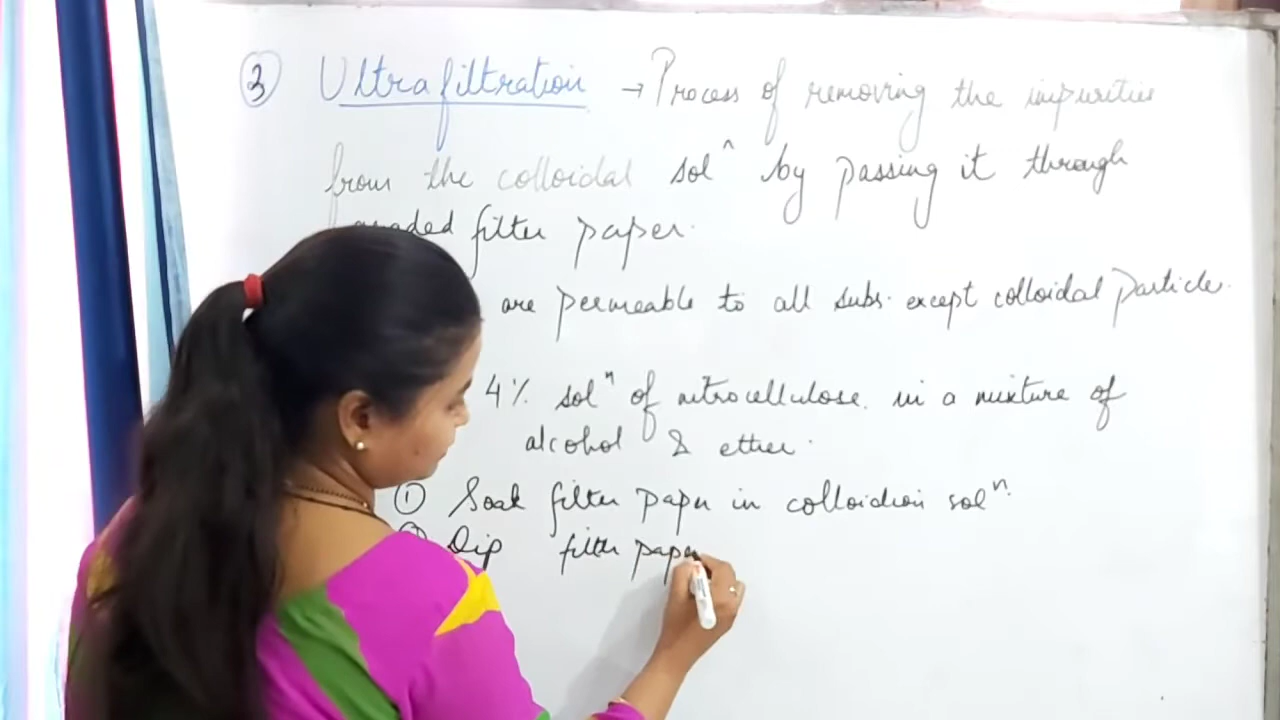 ③ Ultrafiltration → Process of removing the impurities
from the colloidal solⁿ by passing it through
filter paper.
are permeable to all subs. except colloidal particles.
4% solⁿ of nitrocellulose in a mixture of
alcohol & ether.
① Soak filter paper in colloidion solⁿ.
Dip filter paper